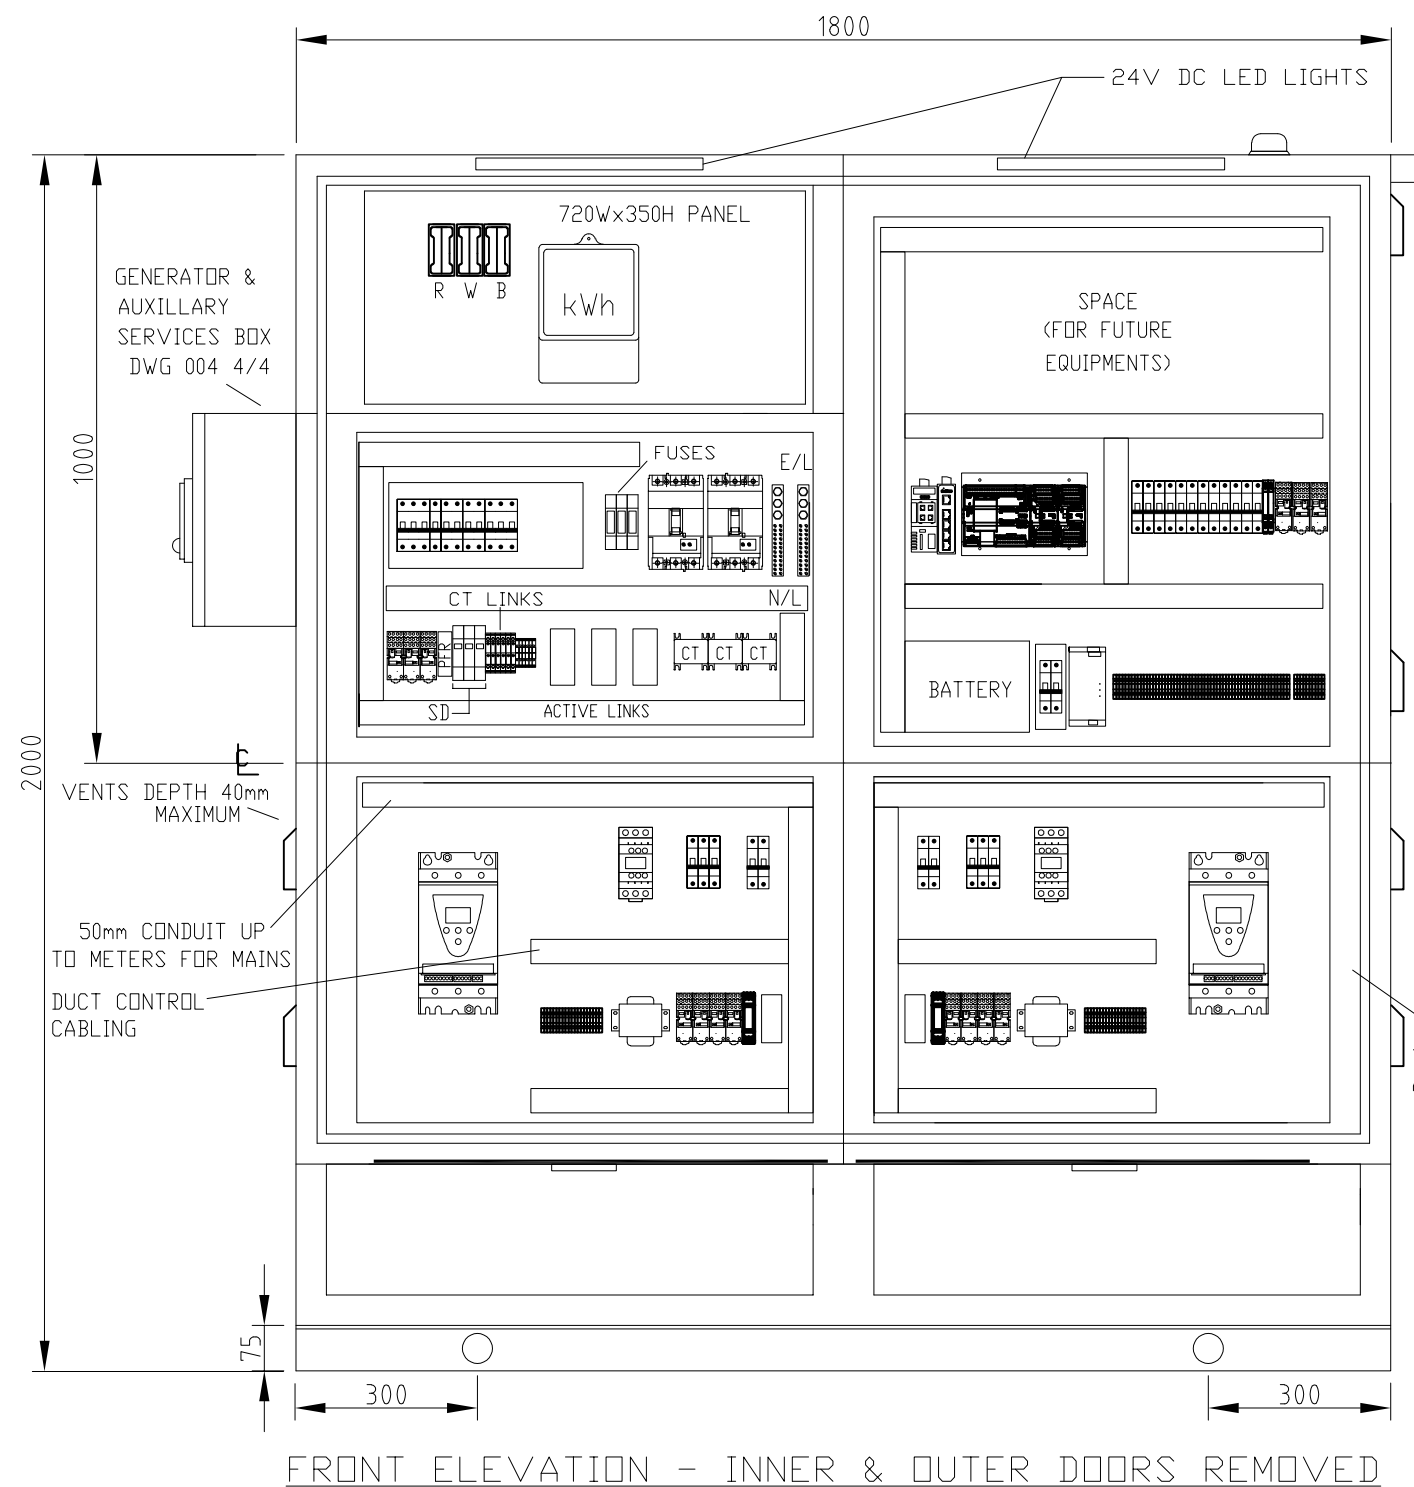 1800
24V DC LED LIGHTS
720Wx350H PANEL
R W B
kWh
GENERATOR &
AUXILLARY
SERVICES BOX
DWG 004 4/4
SPACE
(FOR FUTURE
EQUIPMENTS)
1000
FUSES
E/L
CT LINKS
N/L
PFR
CT CT CT
SD
ACTIVE LINKS
BATTERY
2000
CL
VENTS DEPTH 40mm
MAXIMUM
50mm CONDUIT UP
TO METERS FOR MAINS
DUCT CONTROL
CABLING
75
300
300
FRONT ELEVATION - INNER & OUTER DOORS REMOVED